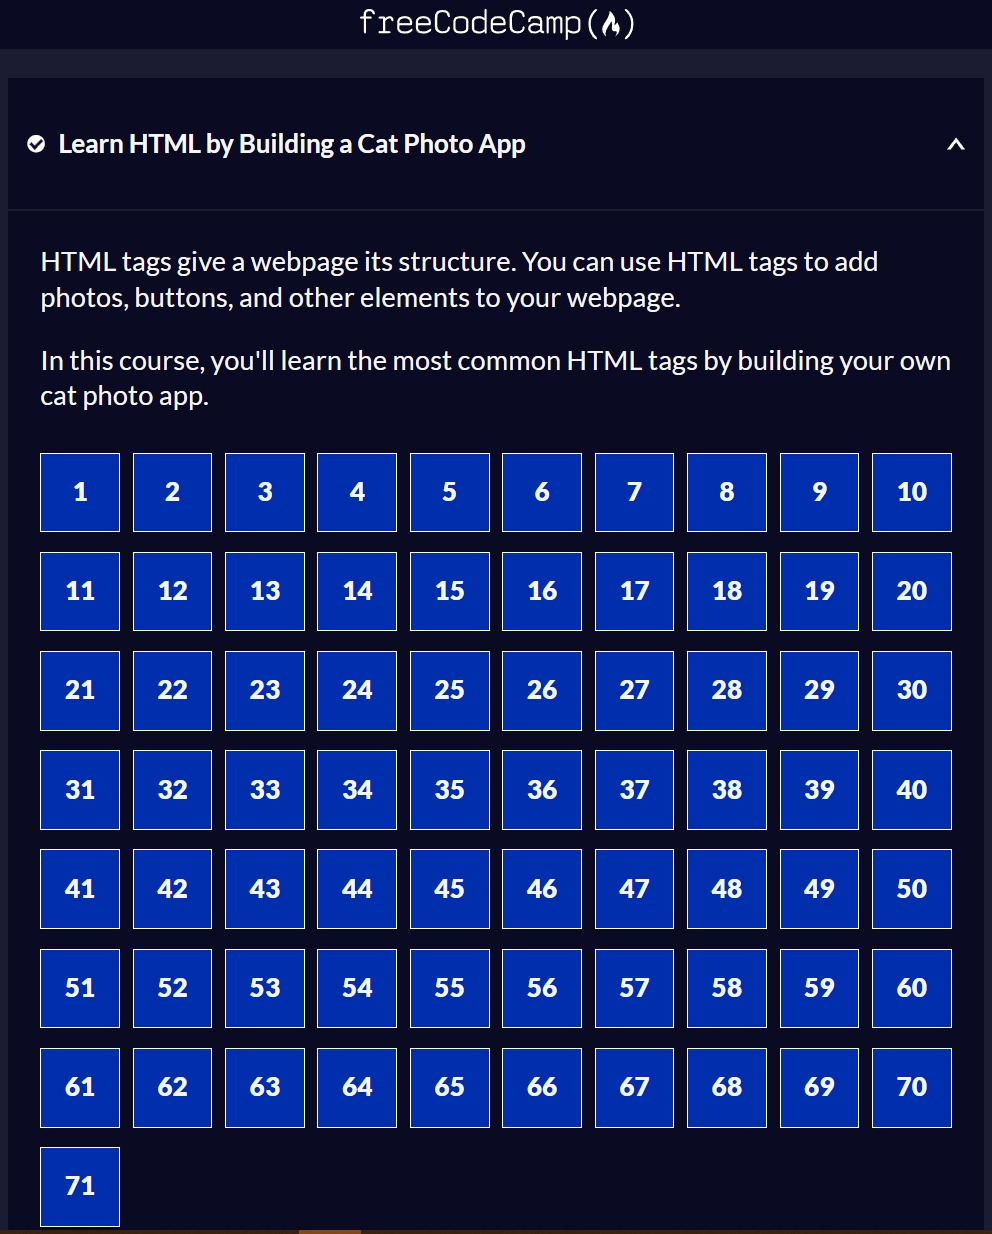 freeCodeCamp
Learn HTML by Building a Cat Photo App
HTML tags give a webpage its structure. You can use HTML tags to add
photos, buttons, and other elements to your webpage.
In this course, you'll learn the most common HTML tags by building your own
cat photo app.
1 2 3 4 5 6 7 8 9 10
11 12 13 14 15 16 17 18 19 20
21 22 23 24 25 26 27 28 29 30
31 32 33 34 35 36 37 38 39 40
41 42 43 44 45 46 47 48 49 50
51 52 53 54 55 56 57 58 59 60
61 62 63 64 65 66 67 68 69 70
71